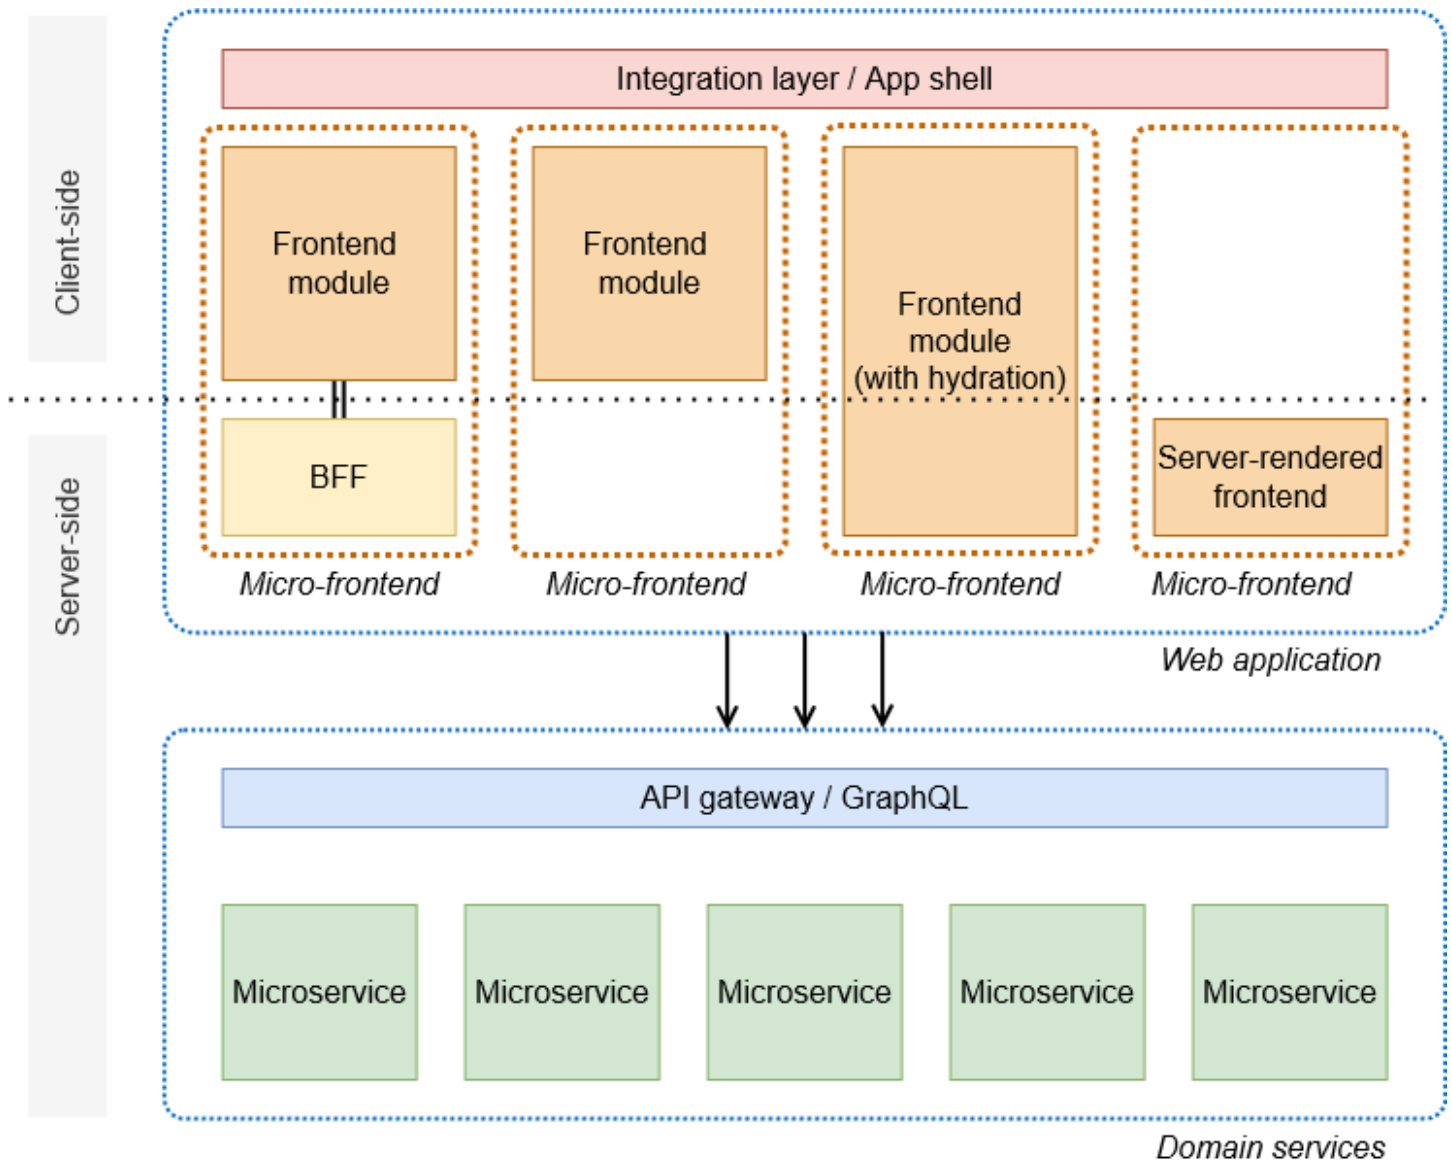 Client-side
Integration layer / App shell
Frontend
module
Frontend
module
Frontend
module
(with hydration)
BFF
Server-rendered
frontend
Micro-frontend
Micro-frontend
Micro-frontend
Micro-frontend
Web application
Server-side
API gateway / GraphQL
Microservice
Microservice
Microservice
Microservice
Microservice
Domain services